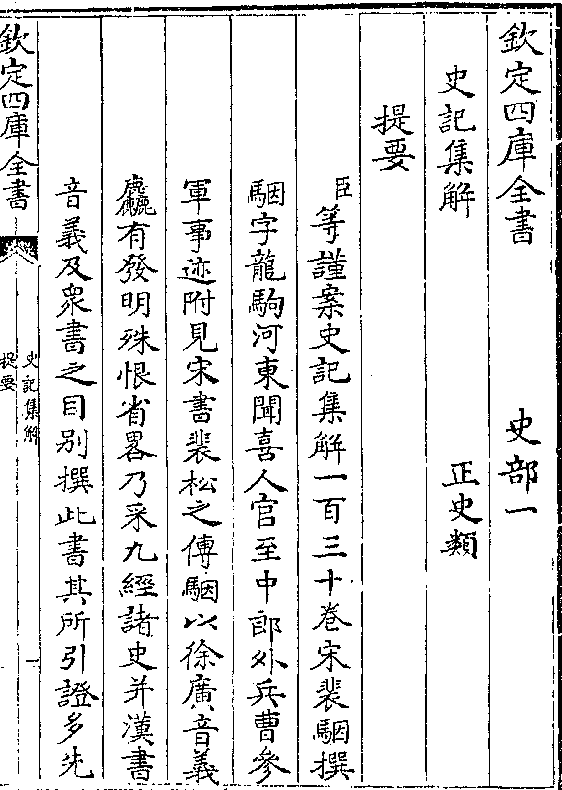 欽定四庫全書 史部一
史記集解 正史類
提要
臣等謹案史記集解一百三十卷宋裴駰撰
駰字龍駒河東聞喜人官至中郎外兵曹參
軍事迹附見宋書裴松之傳駰以徐廣音義
麤有發明殊恨省畧乃采九經諸史并漢書
音義及衆書之目别撰此書其所引證多先
欽定四庫全書
史記集解
提要
一